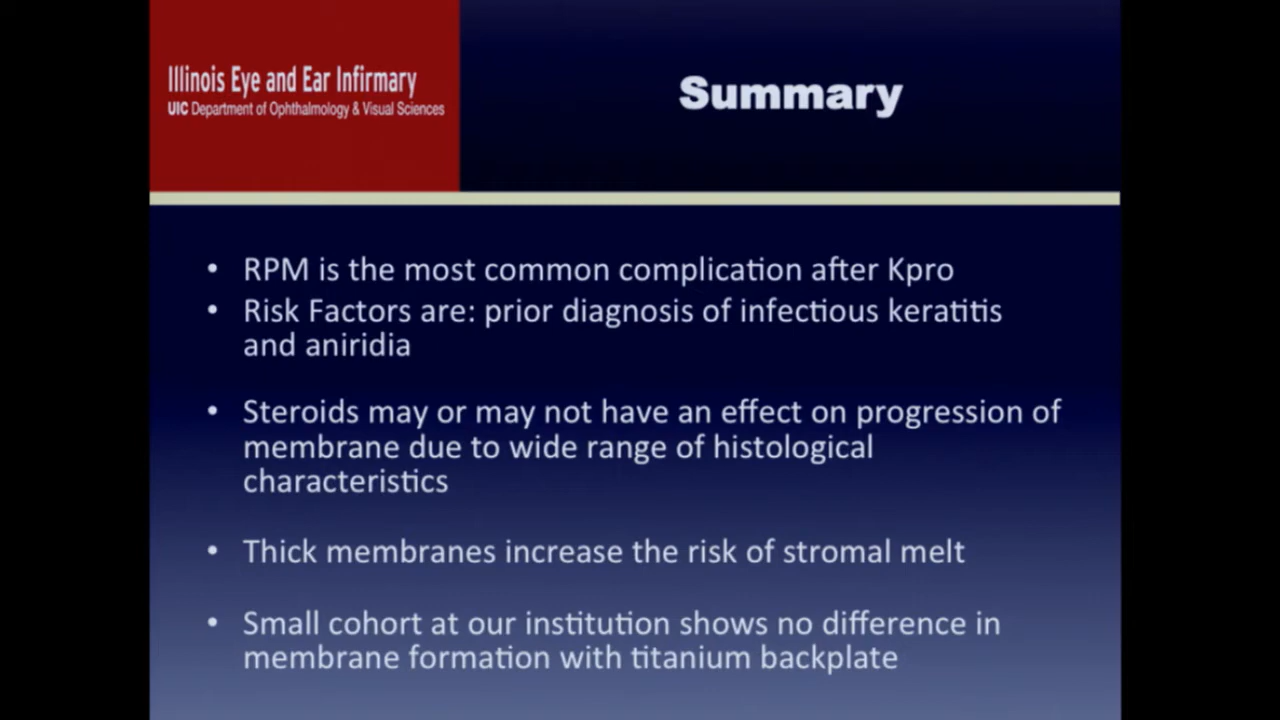 Illinois Eye and Ear Infirmary
UIC Department of Ophthalmology & Visual Sciences
Summary
• RPM is the most common complication after Kpro
• Risk Factors are: prior diagnosis of infectious keratitis
and aniridia
• Steroids may or may not have an effect on progression of
membrane due to wide range of histological
characteristics
• Thick membranes increase the risk of stromal melt
• Small cohort at our institution shows no difference in
membrane formation with titanium backplate